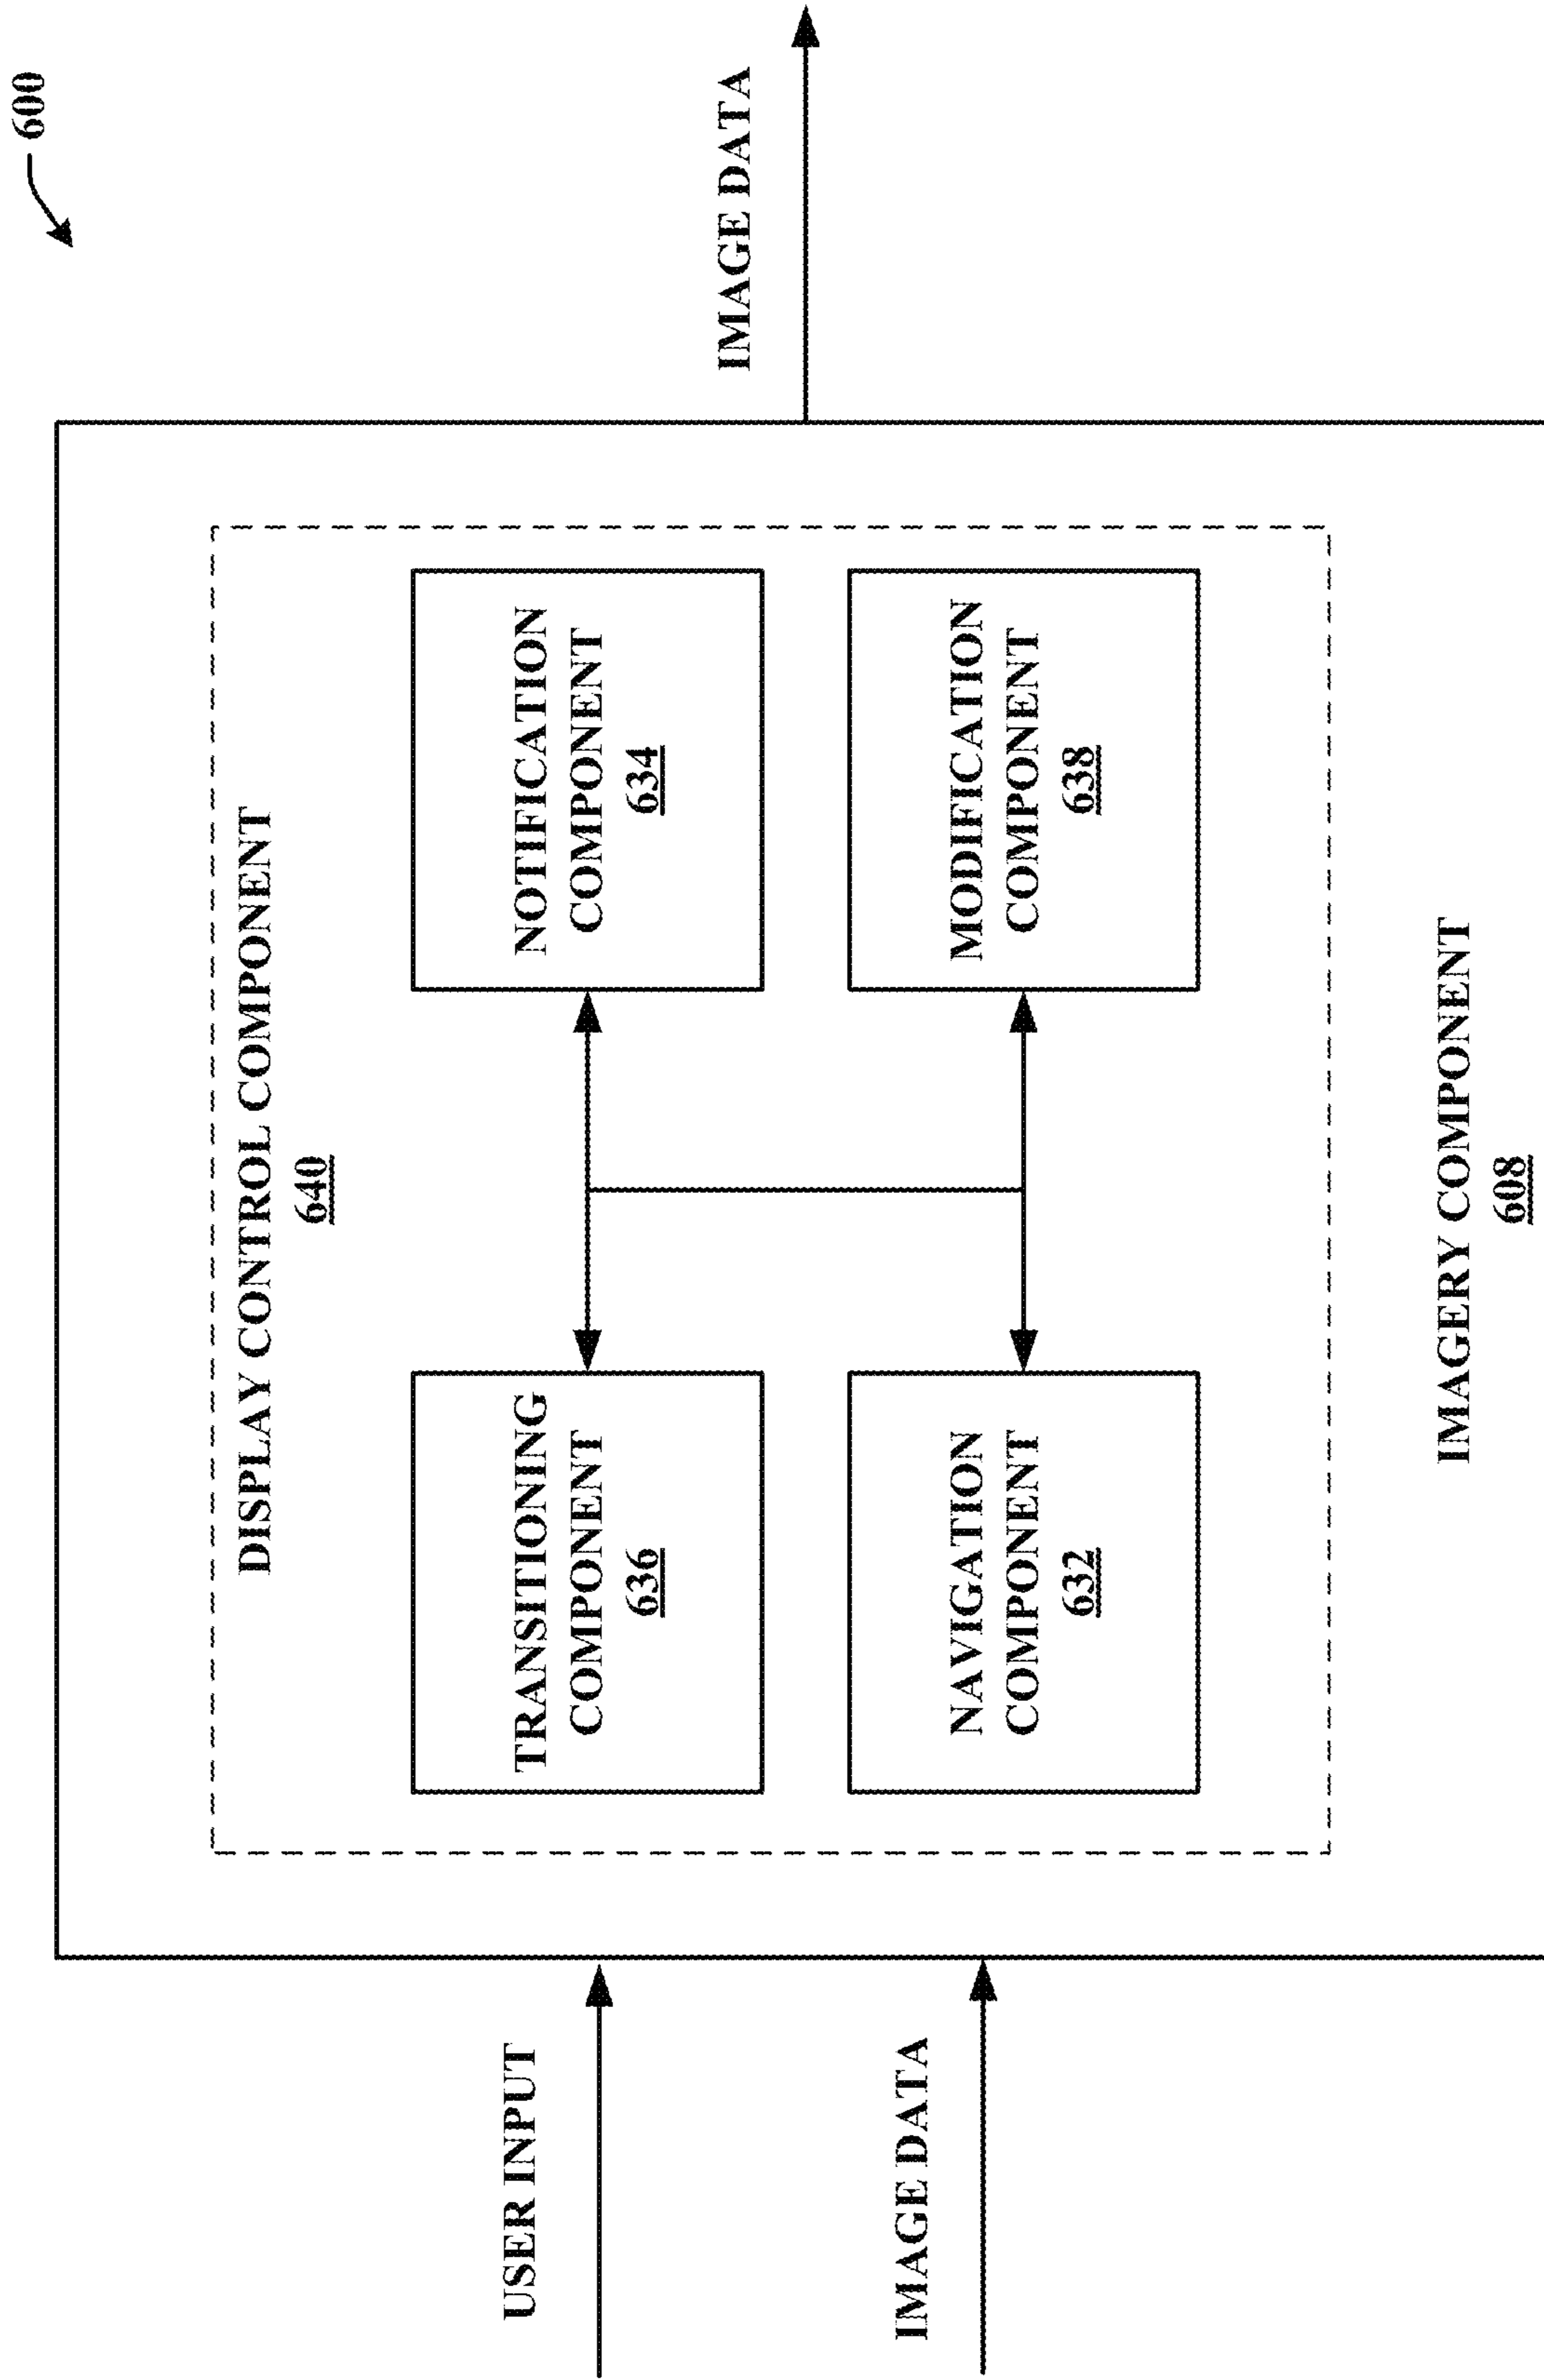 600
USER INPUT
IMAGE DATA
DISPLAY CONTROL COMPONENT
640
TRANSITIONING
COMPONENT
636
NOTIFICATION
COMPONENT
634
NAVIGATION
COMPONENT
632
MODIFICATION
COMPONENT
638
IMAGERY COMPONENT
608
IMAGE DATA